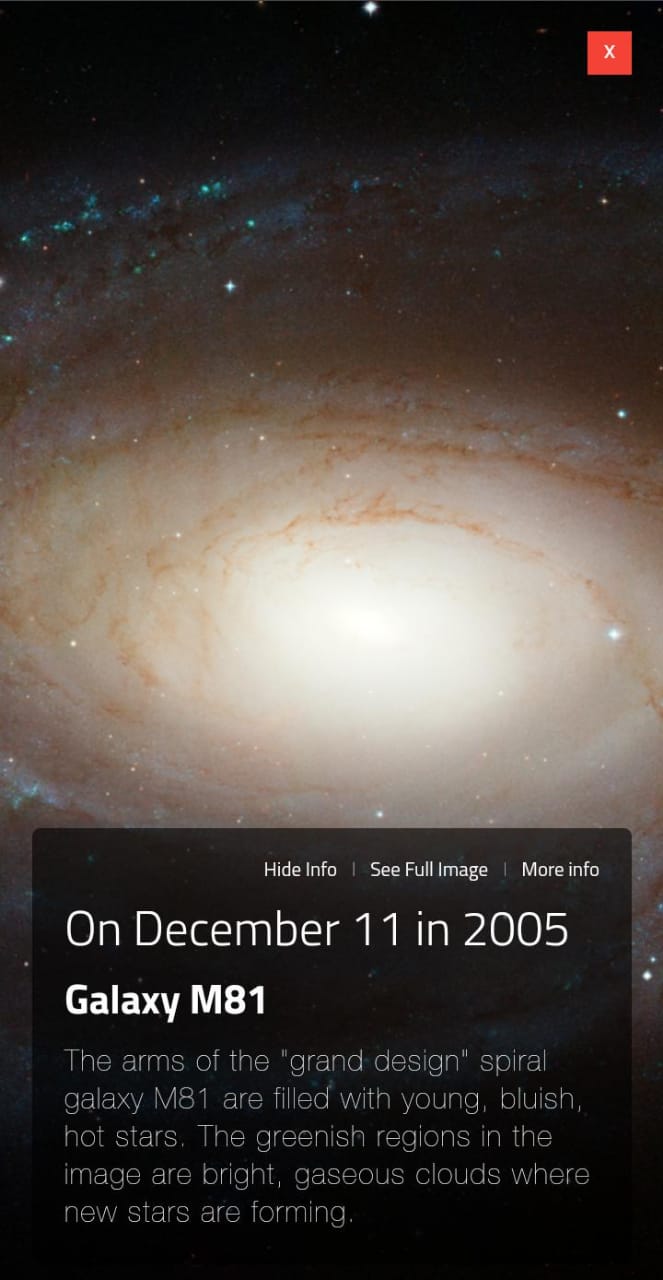 X
Hide Info | See Full Image | More info
On December 11 in 2005
Galaxy M81
The arms of the "grand design" spiral
galaxy M81 are filled with young, bluish,
hot stars. The greenish regions in the
image are bright, gaseous clouds where
new stars are forming.